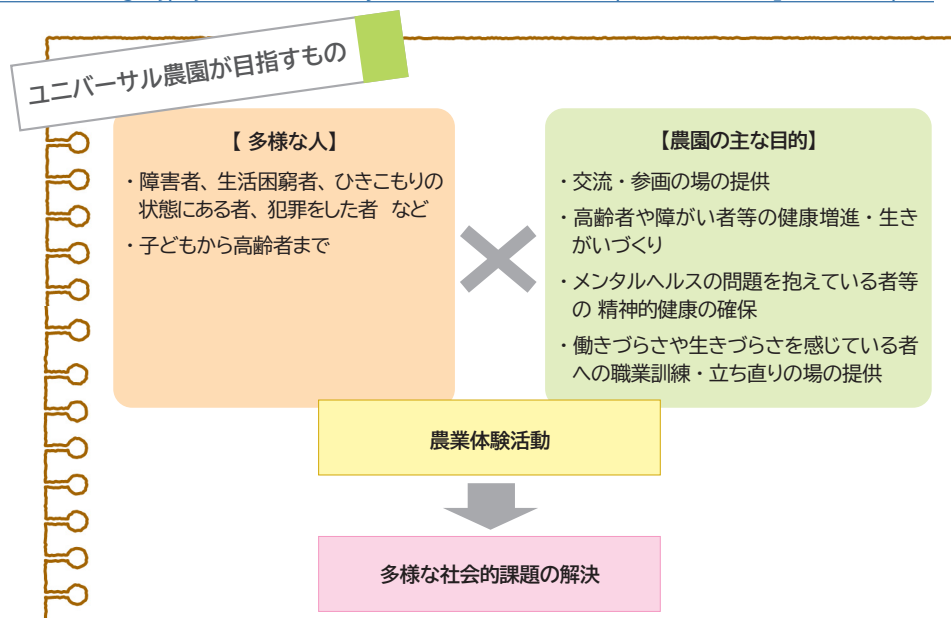 ユニバーサル農園が目指すもの
【 多様な人】
・障害者、生活困窮者、ひきこもりの
状態にある者、犯罪をした者 など
・子どもから高齢者まで
【農園の主な目的】
・交流・参画の場の提供
・高齢者や障がい者等の健康増進・生き
がいづくり
・メンタルヘルスの問題を抱えている者等
の 精神的健康の確保
・働きづらさや生きづらさを感じている者
への職業訓練・立ち直りの場の提供
農業体験活動
多様な社会的課題の解決